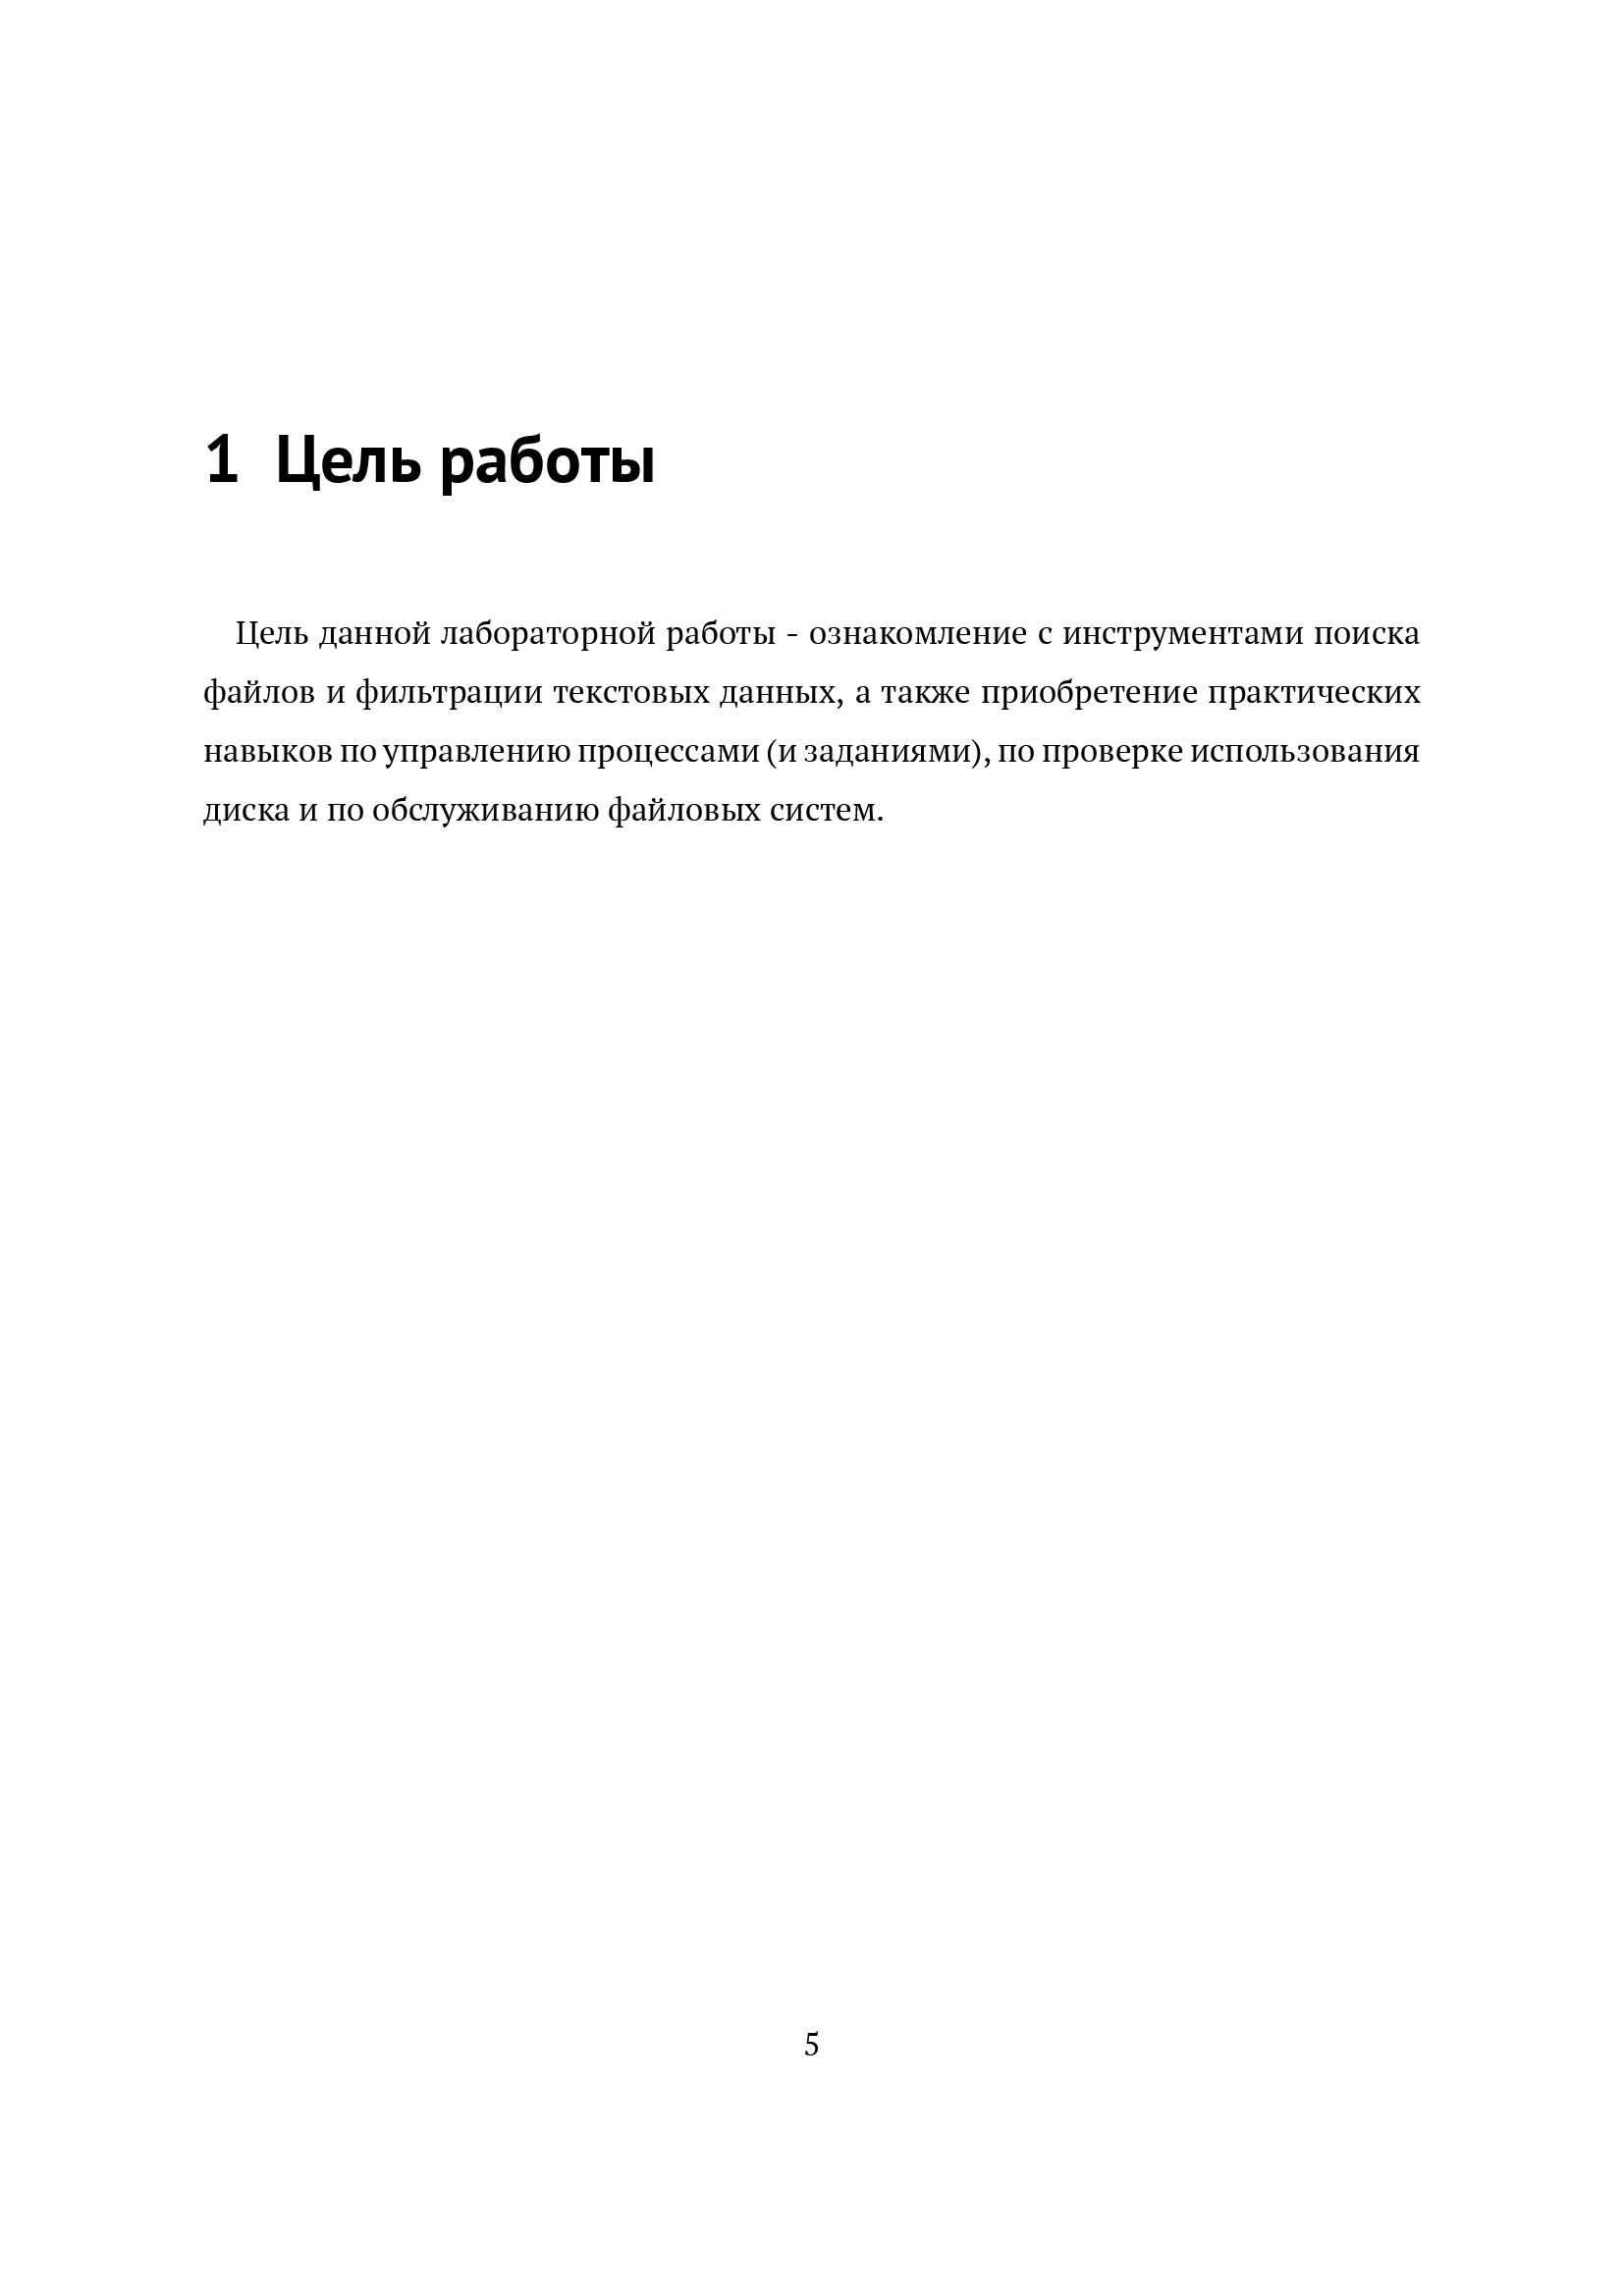 1 Цель работы
Цель данной лабораторной работы - ознакомление с инструментами поиска
файлов и фильтрации текстовых данных, а также приобретение практических
навыков по управлению процессами (и заданиями), по проверке использования
диска и по обслуживанию файловых систем.
5